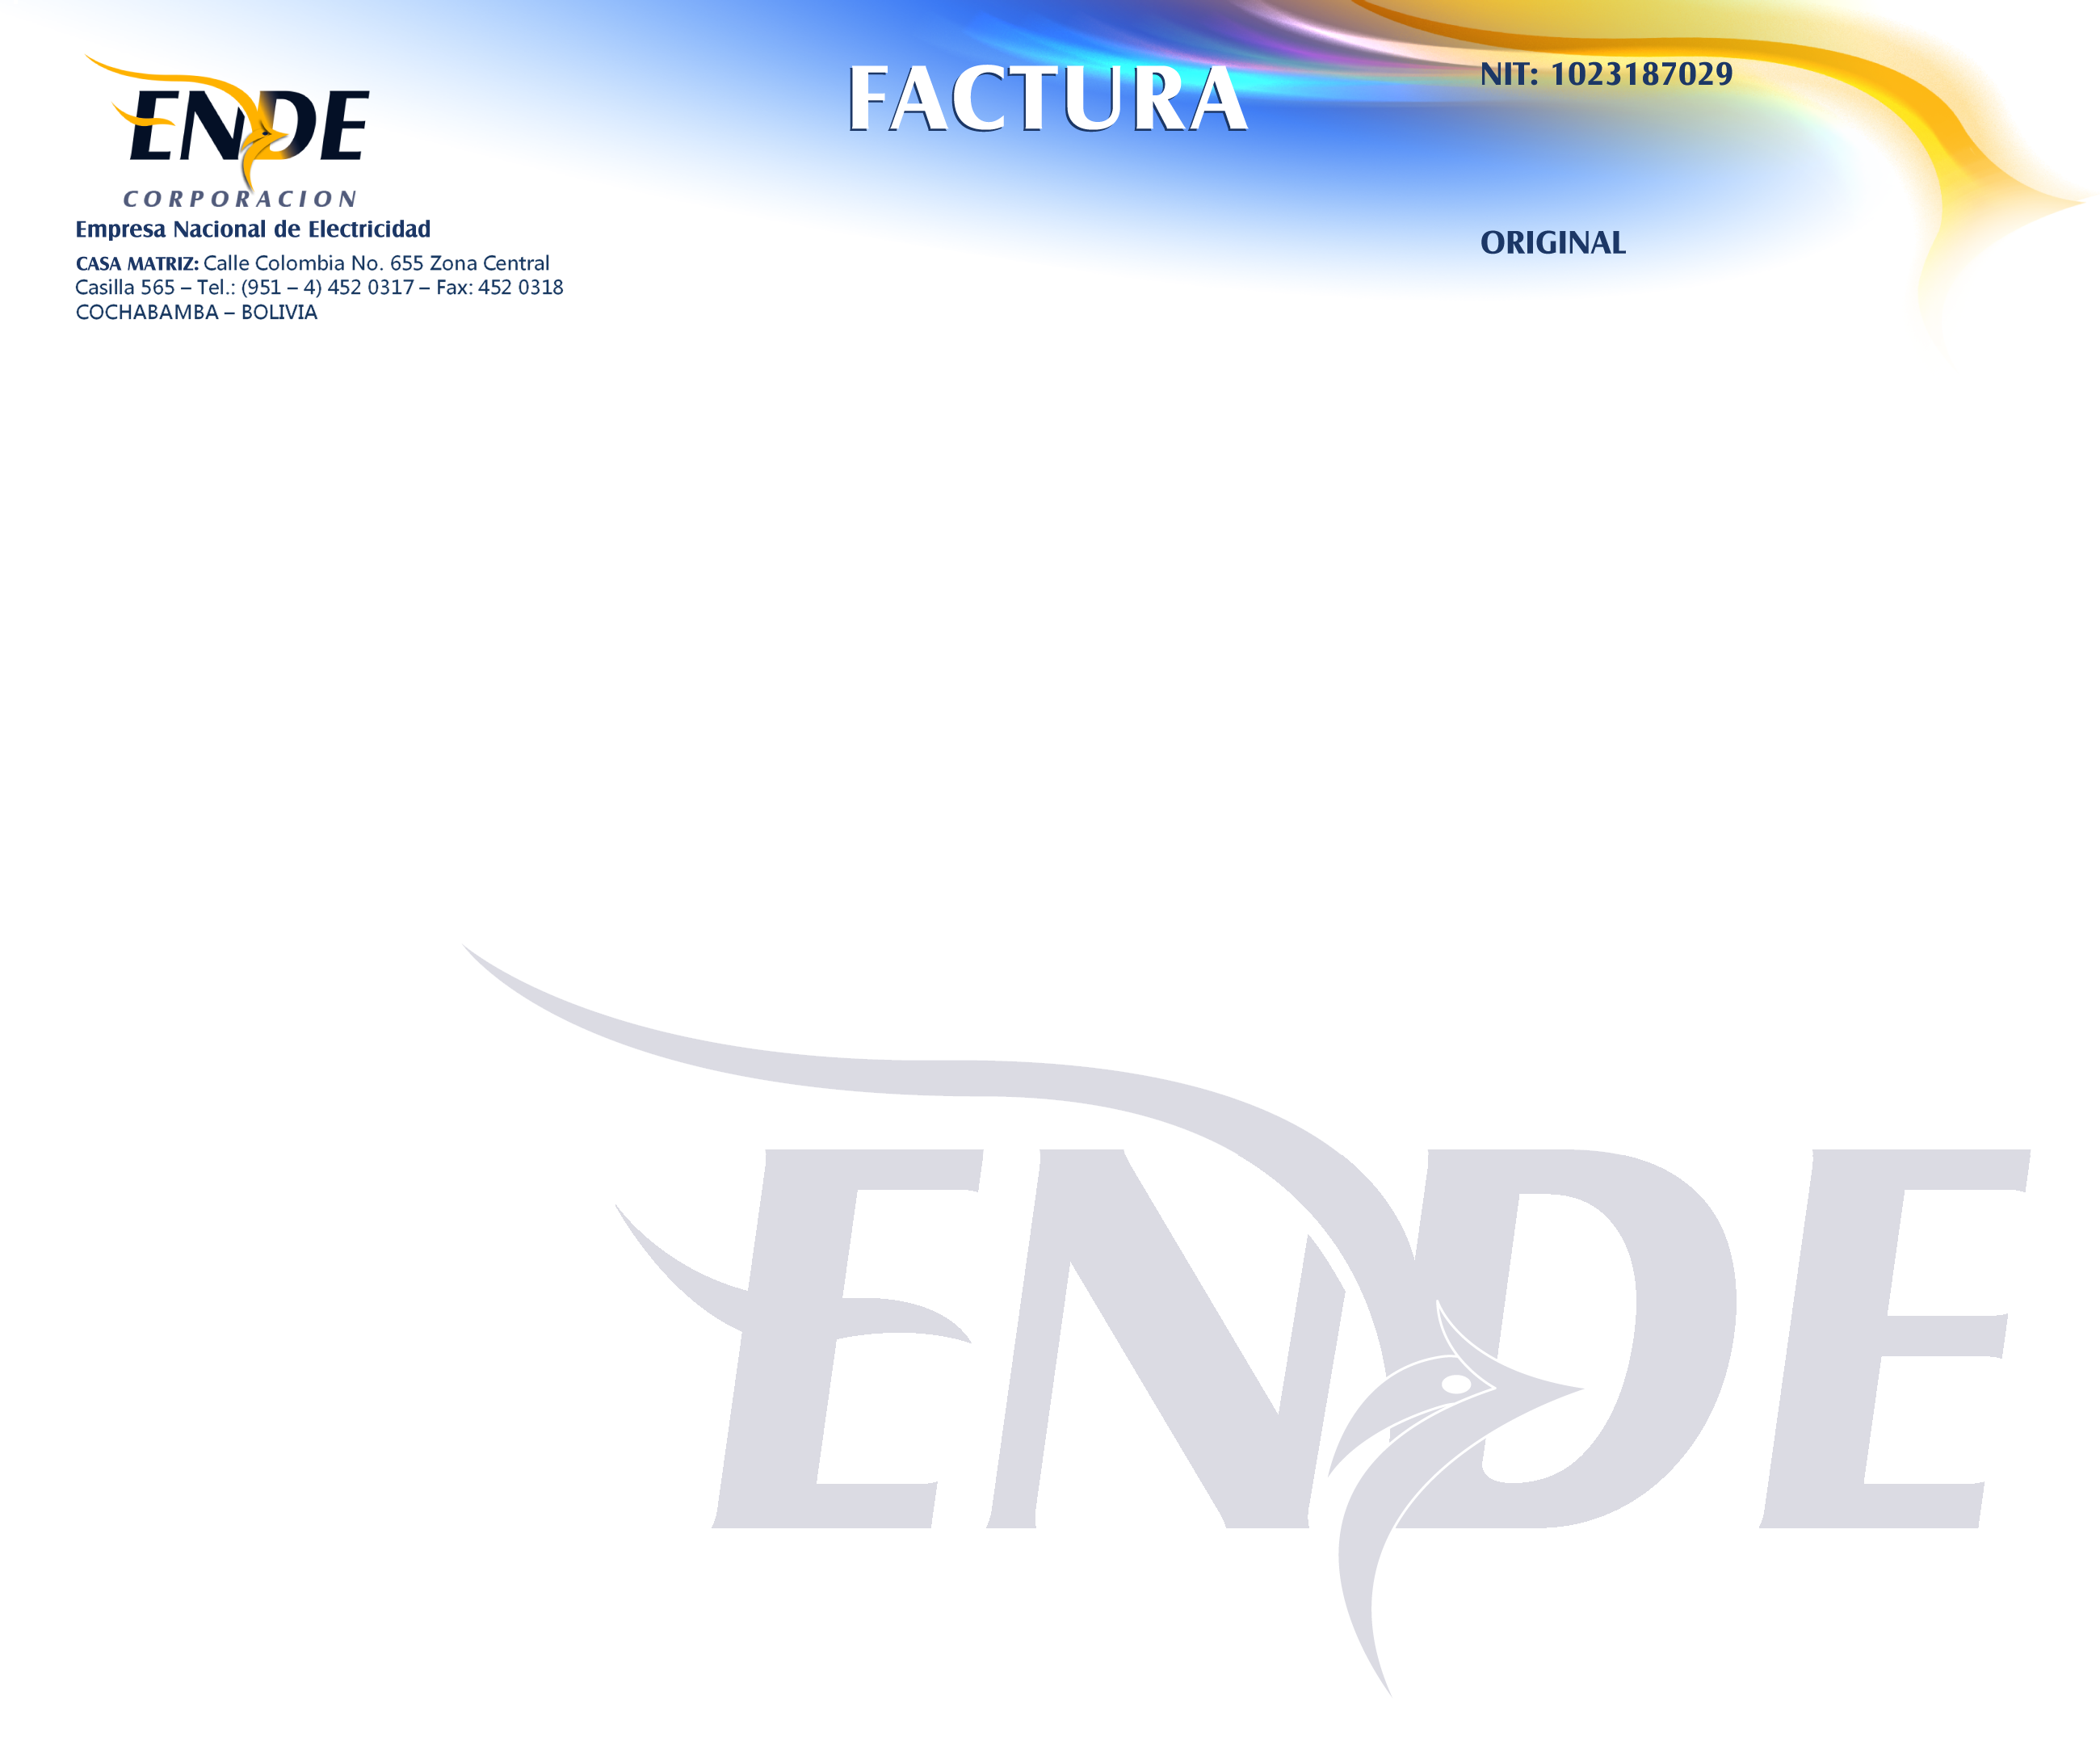 ENDE
CORPORACION
Empresa Nacional de Electricidad
CASA MATRIZ: Calle Colombia No. 655 Zona Central
Casilla 565 – Tel.: (951 – 4) 452 0317 – Fax: 452 0318
COCHABAMBA – BOLIVIA
FACTURA
NIT: 1023187029
ORIGINAL
ENDE